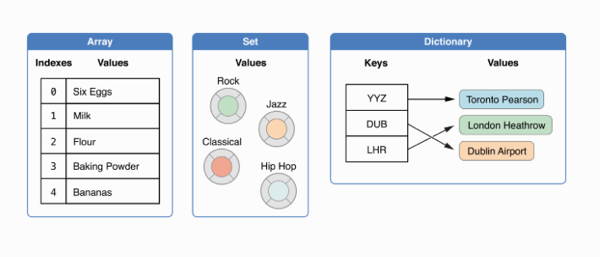 Array
Indexes Values
0 Six Eggs
1 Milk
2 Flour
3 Baking Powder
4 Bananas
Set
Values
Rock
Jazz
Classical
Hip Hop
Dictionary
Keys Values
YYZ Toronto Pearson
DUB London Heathrow
LHR Dublin Airport